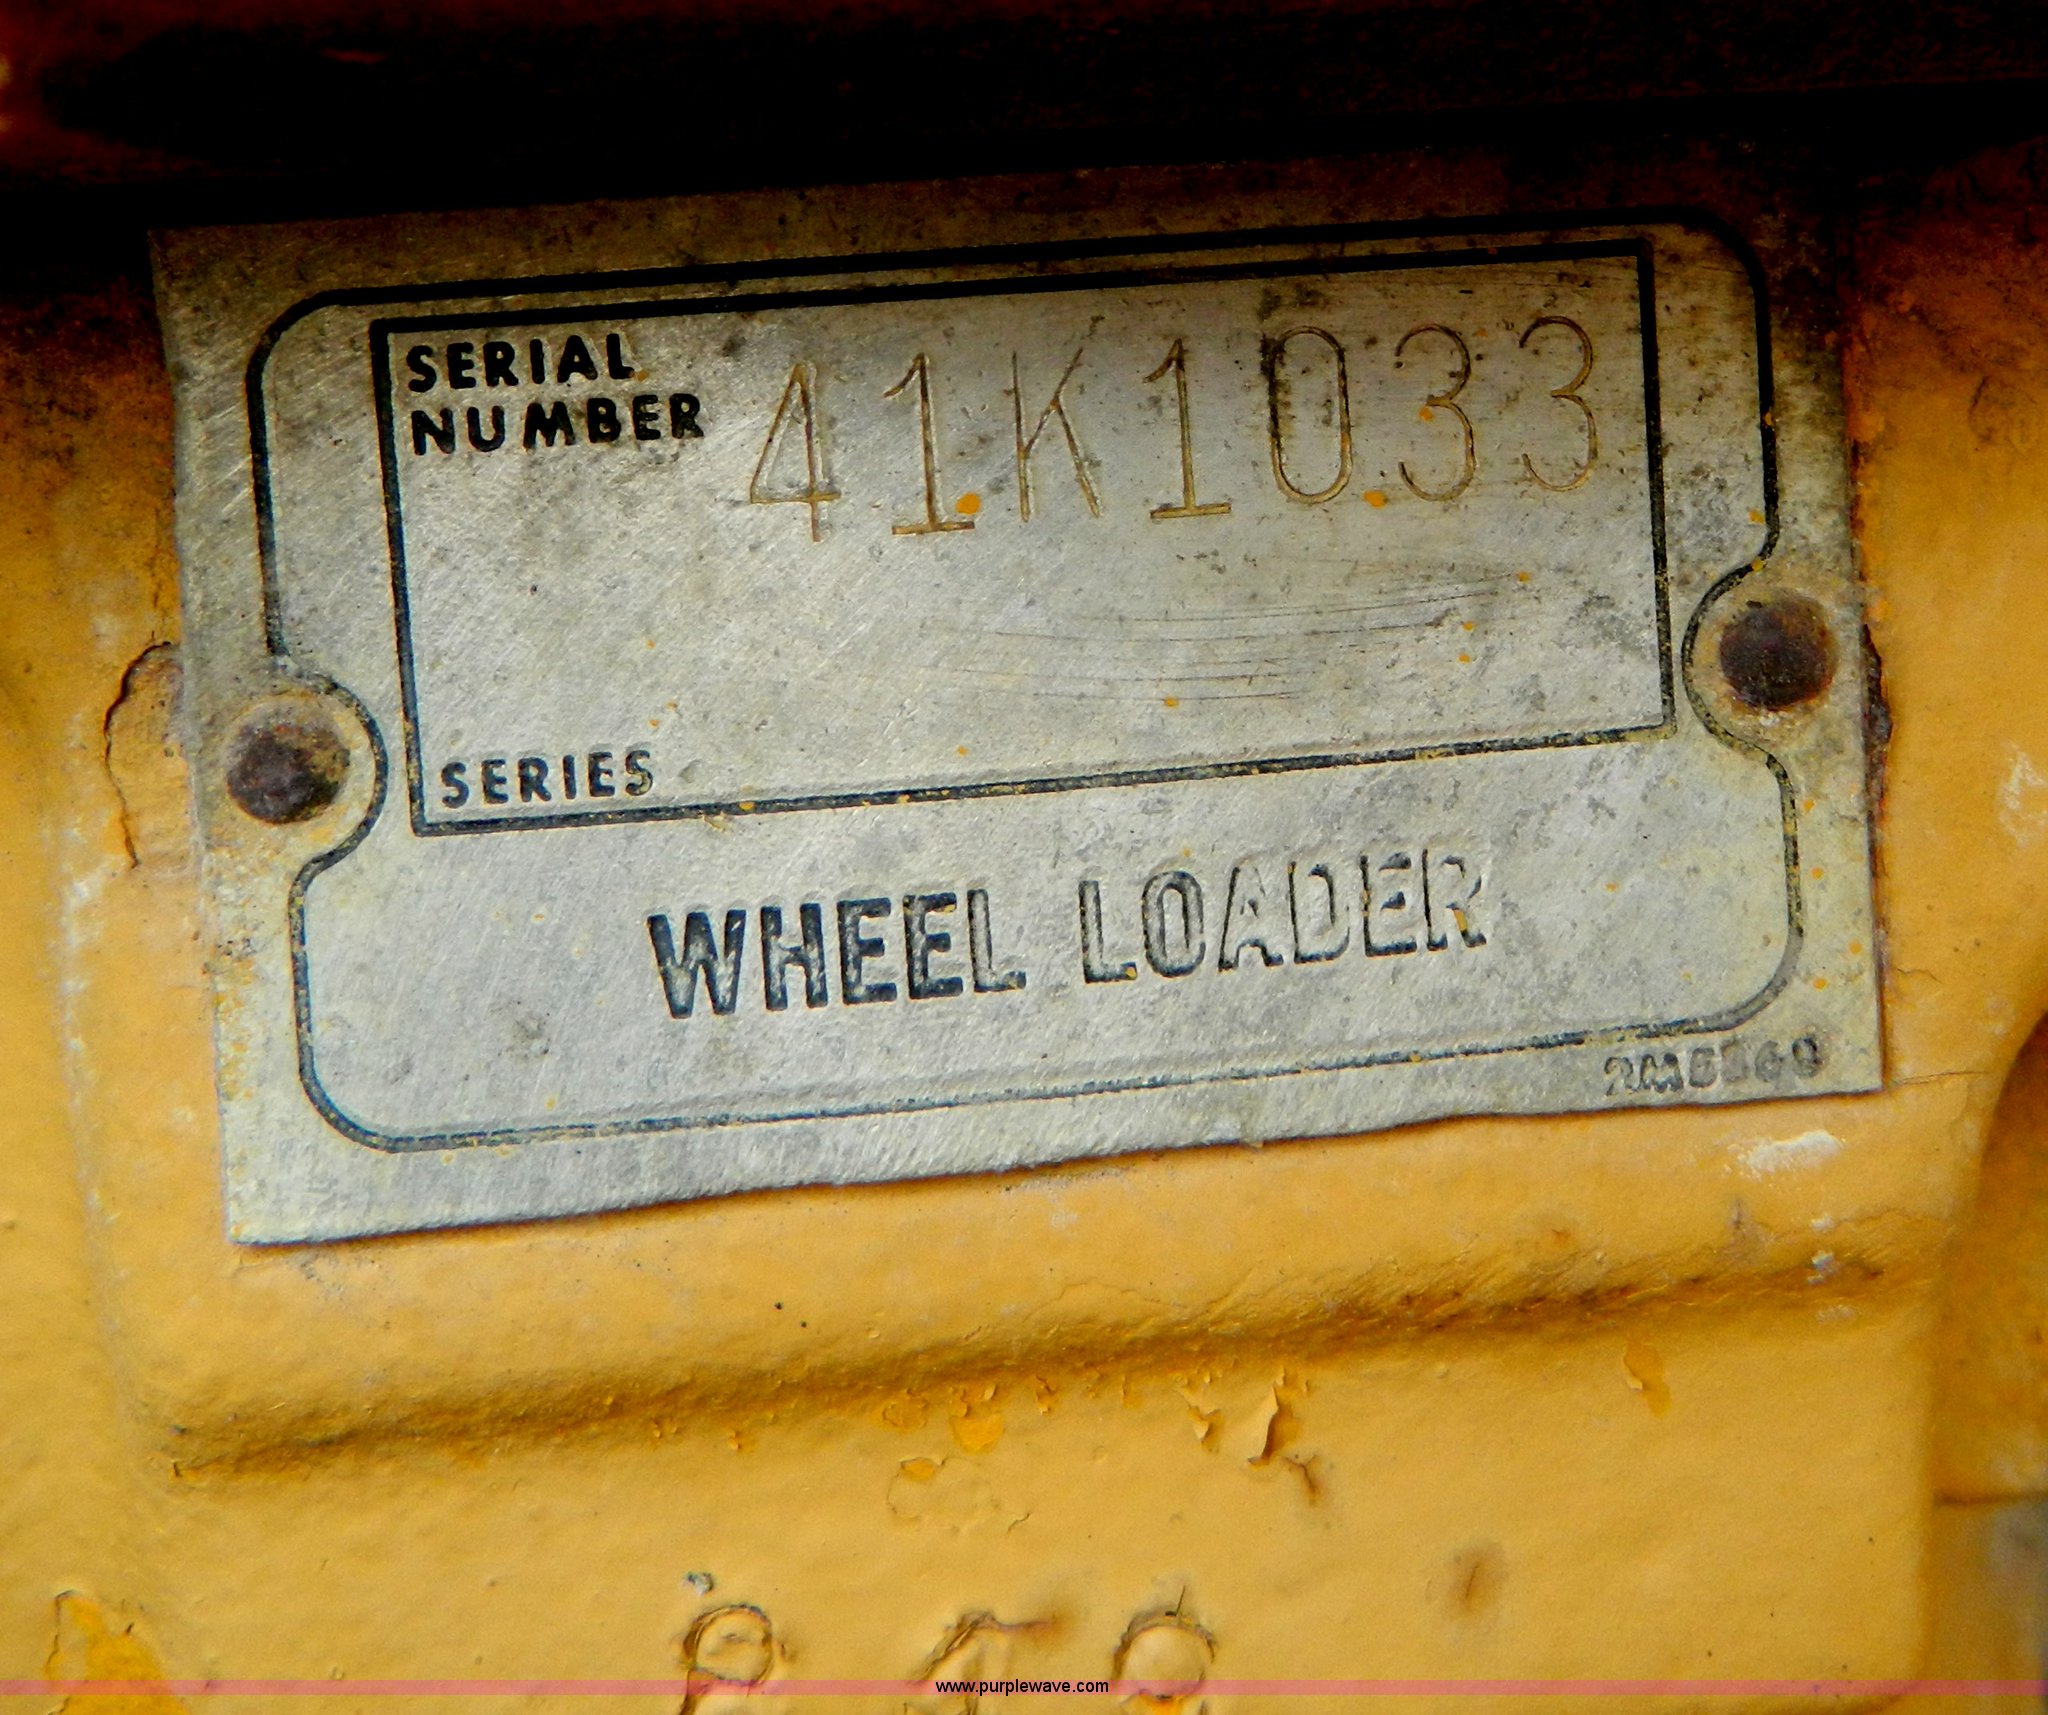 SERIAL
NUMBER
41K1033
SERIES
WHEEL LOADER
www.purplewave.com